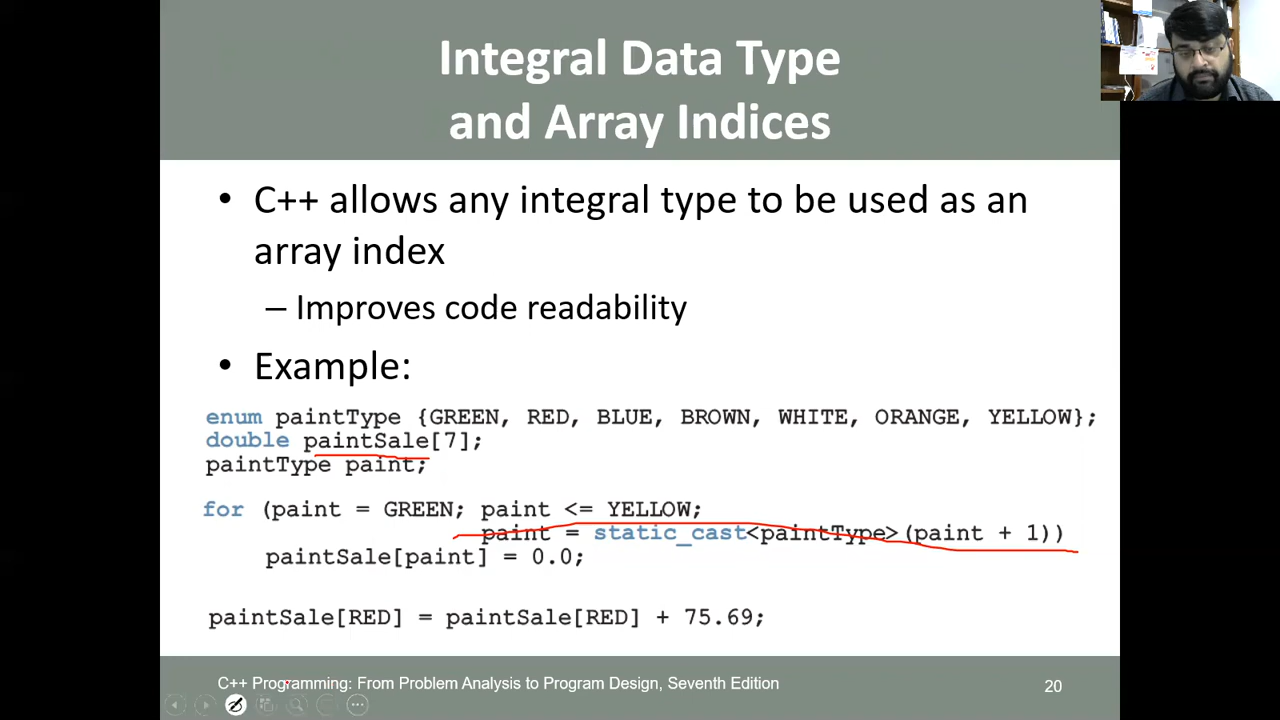 Integral Data Type
and Array Indices
• C++ allows any integral type to be used as an
array index
– Improves code readability
• Example:
enum paintType {GREEN, RED, BLUE, BROWN, WHITE, ORANGE, YELLOW};
double paintSale[7];
paintType paint;
for (paint = GREEN; paint <= YELLOW;
paint = static_cast<paintType>(paint + 1))
paintSale[paint] = 0.0;
paintSale[RED] = paintSale[RED] + 75.69;
C++ Programming: From Problem Analysis to Program Design, Seventh Edition
20